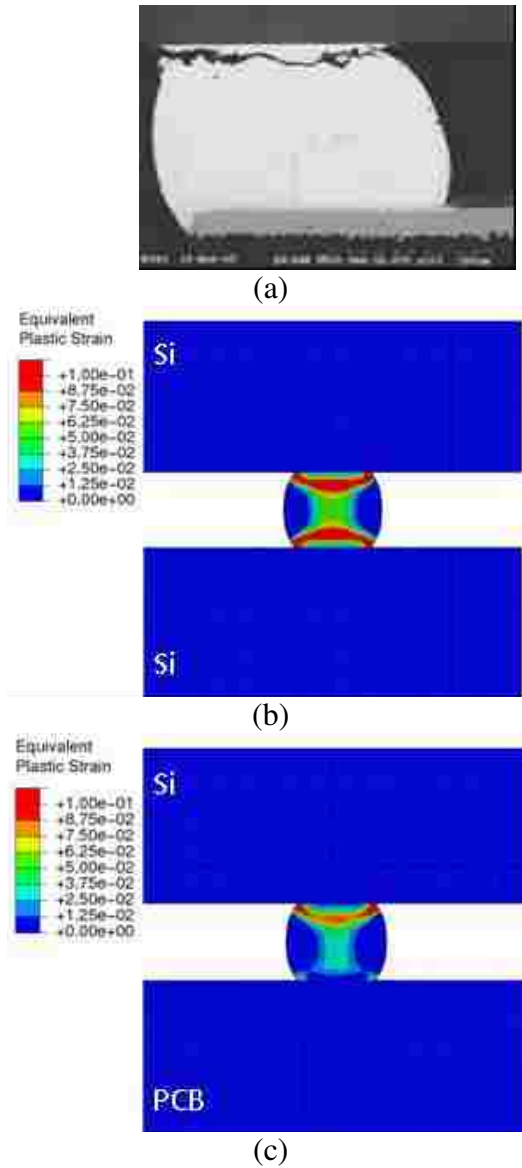 (a)
Equivalent
Plastic Strain
+1.00e-01
+8.75e-02
+7.50e-02
+6.25e-02
+5.00e-02
+3.75e-02
+2.50e-02
+1.25e-02
+0.00e+00
Si
Si
(b)
Equivalent
Plastic Strain
+1.00e-01
+8.75e-02
+7.50e-02
+6.25e-02
+5.00e-02
+3.75e-02
+2.50e-02
+1.25e-02
+0.00e+00
Si
PCB
(c)